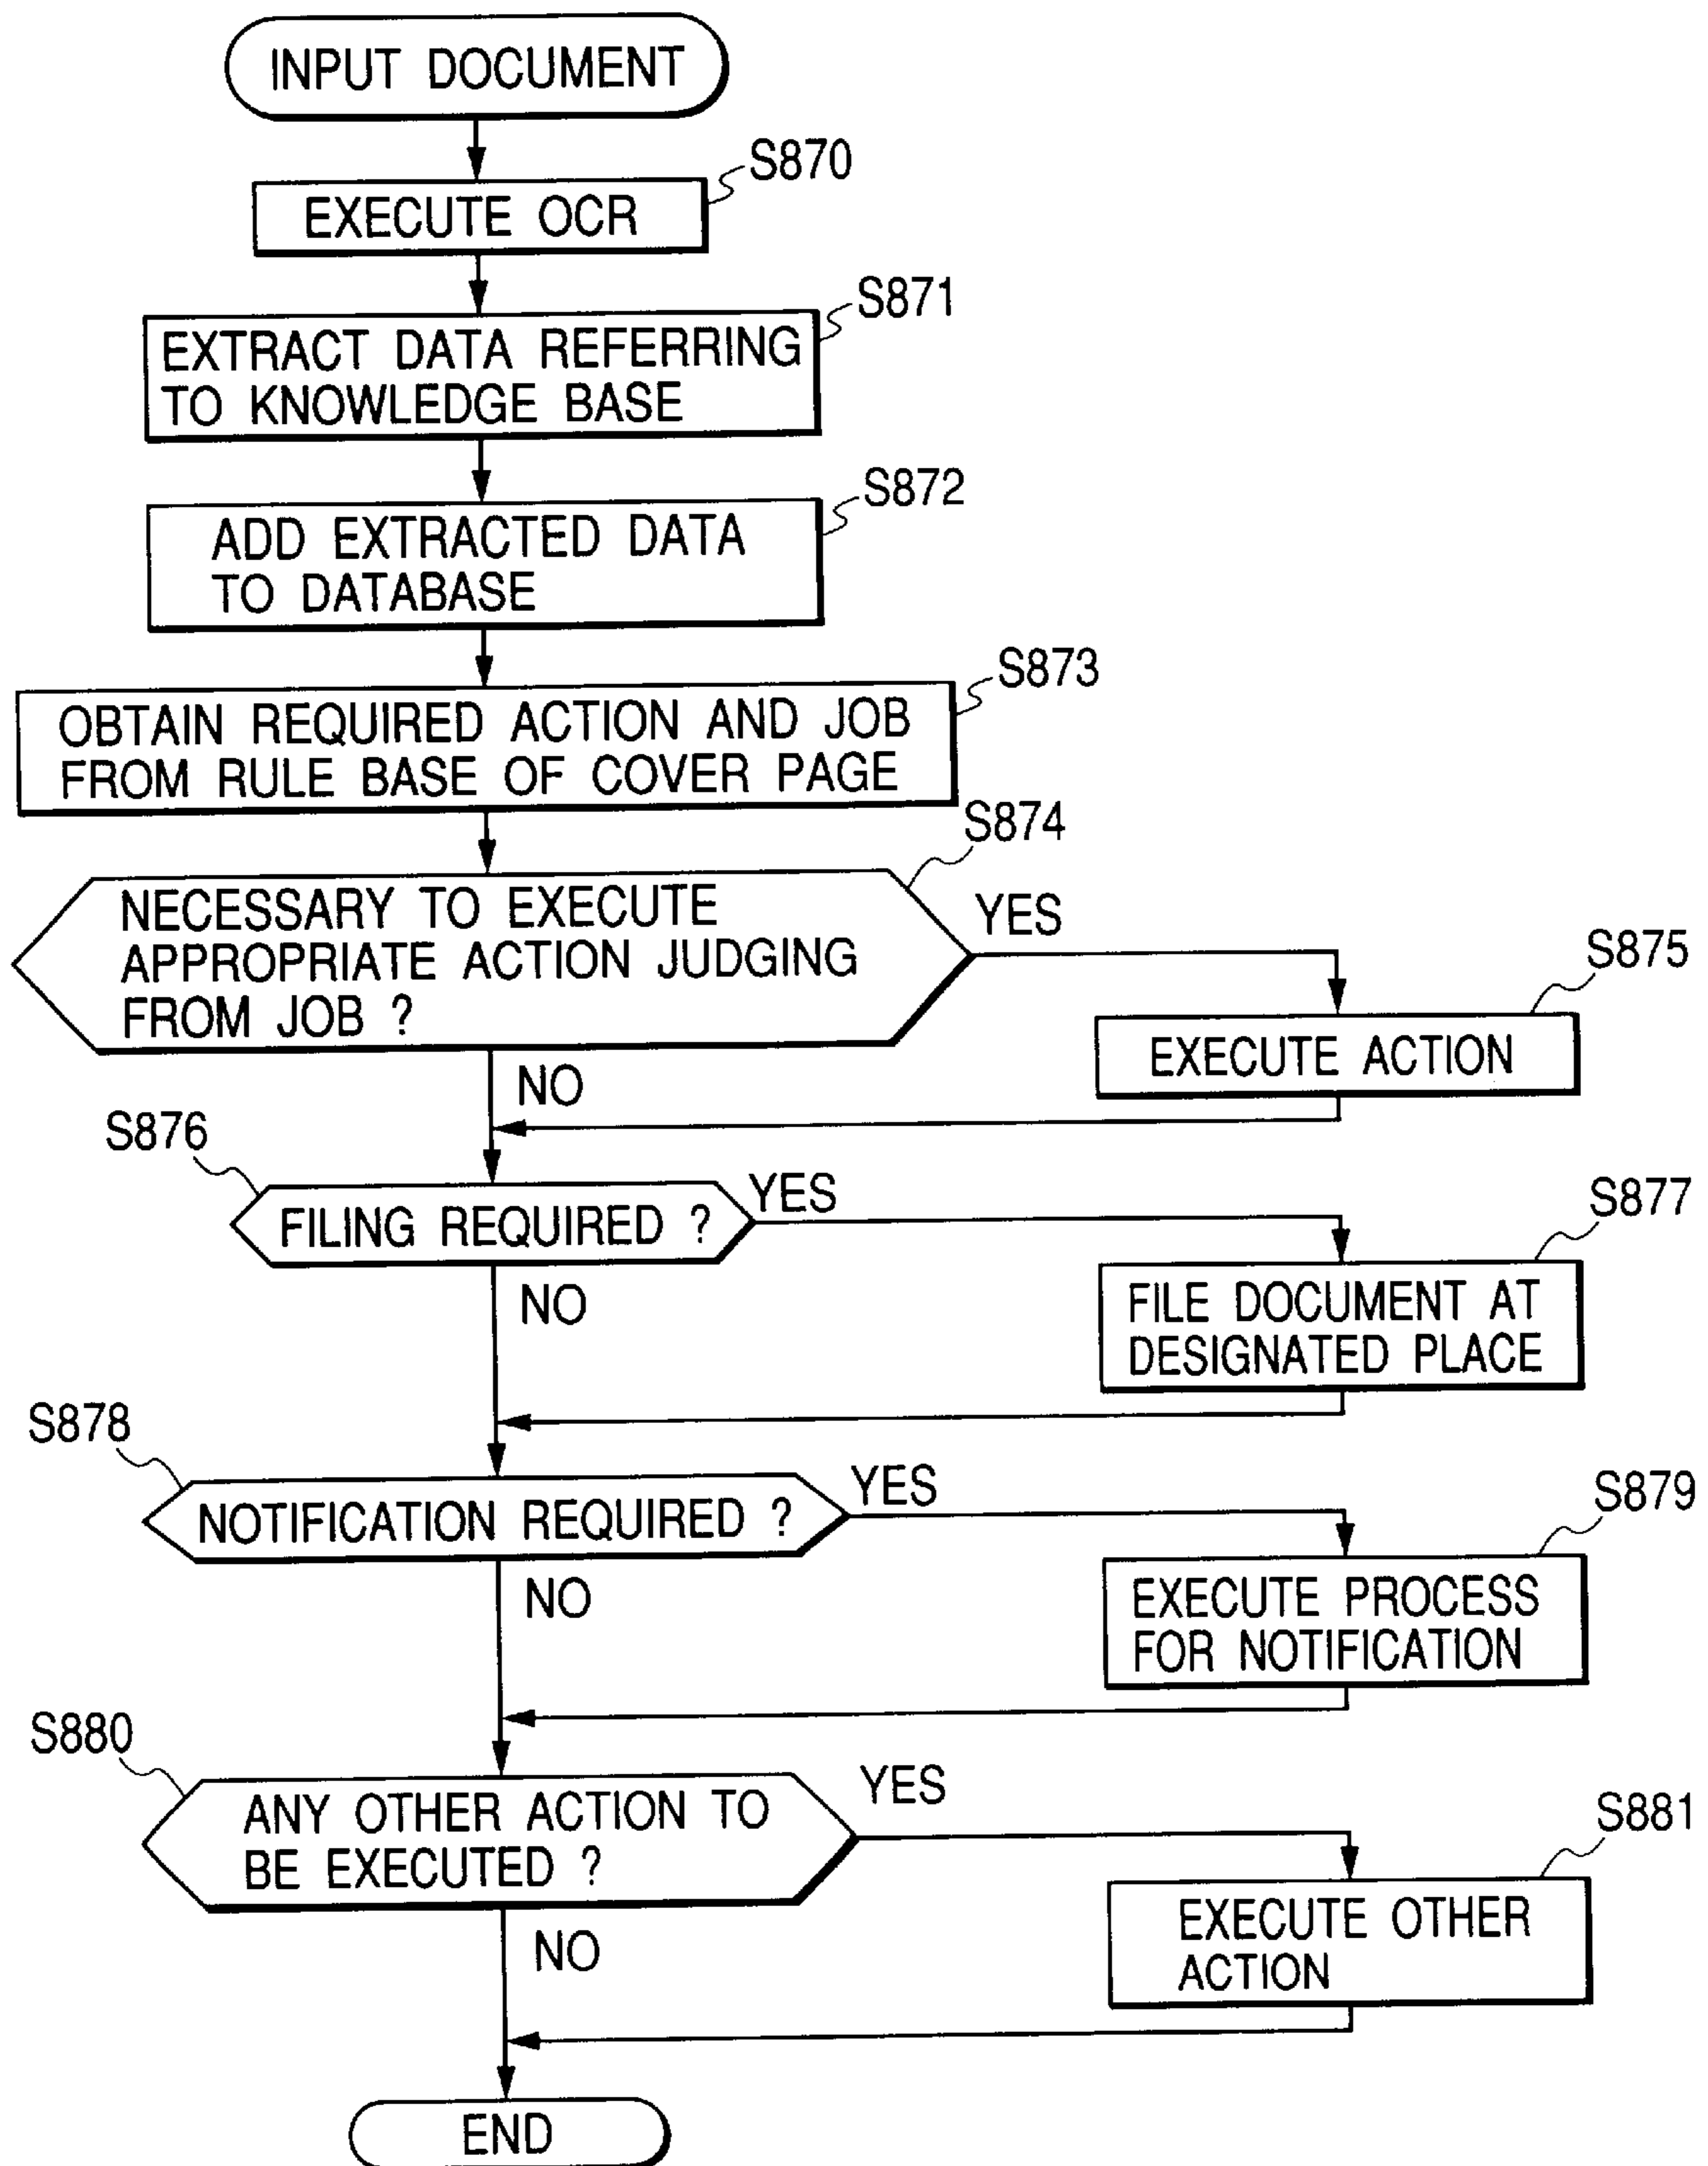 INPUT DOCUMENT
S870
EXECUTE OCR
S871
EXTRACT DATA REFERRING
TO KNOWLEDGE BASE
S872
ADD EXTRACTED DATA
TO DATABASE
S873
OBTAIN REQUIRED ACTION AND JOB
FROM RULE BASE OF COVER PAGE
S874
NECESSARY TO EXECUTE
APPROPRIATE ACTION JUDGING
FROM JOB ?
YES
S875
EXECUTE ACTION
NO
S876
FILING REQUIRED ?
YES
S877
FILE DOCUMENT AT
DESIGNATED PLACE
NO
S878
NOTIFICATION REQUIRED ?
YES
S879
EXECUTE PROCESS
FOR NOTIFICATION
NO
S880
ANY OTHER ACTION TO
BE EXECUTED ?
YES
S881
EXECUTE OTHER
ACTION
NO
END